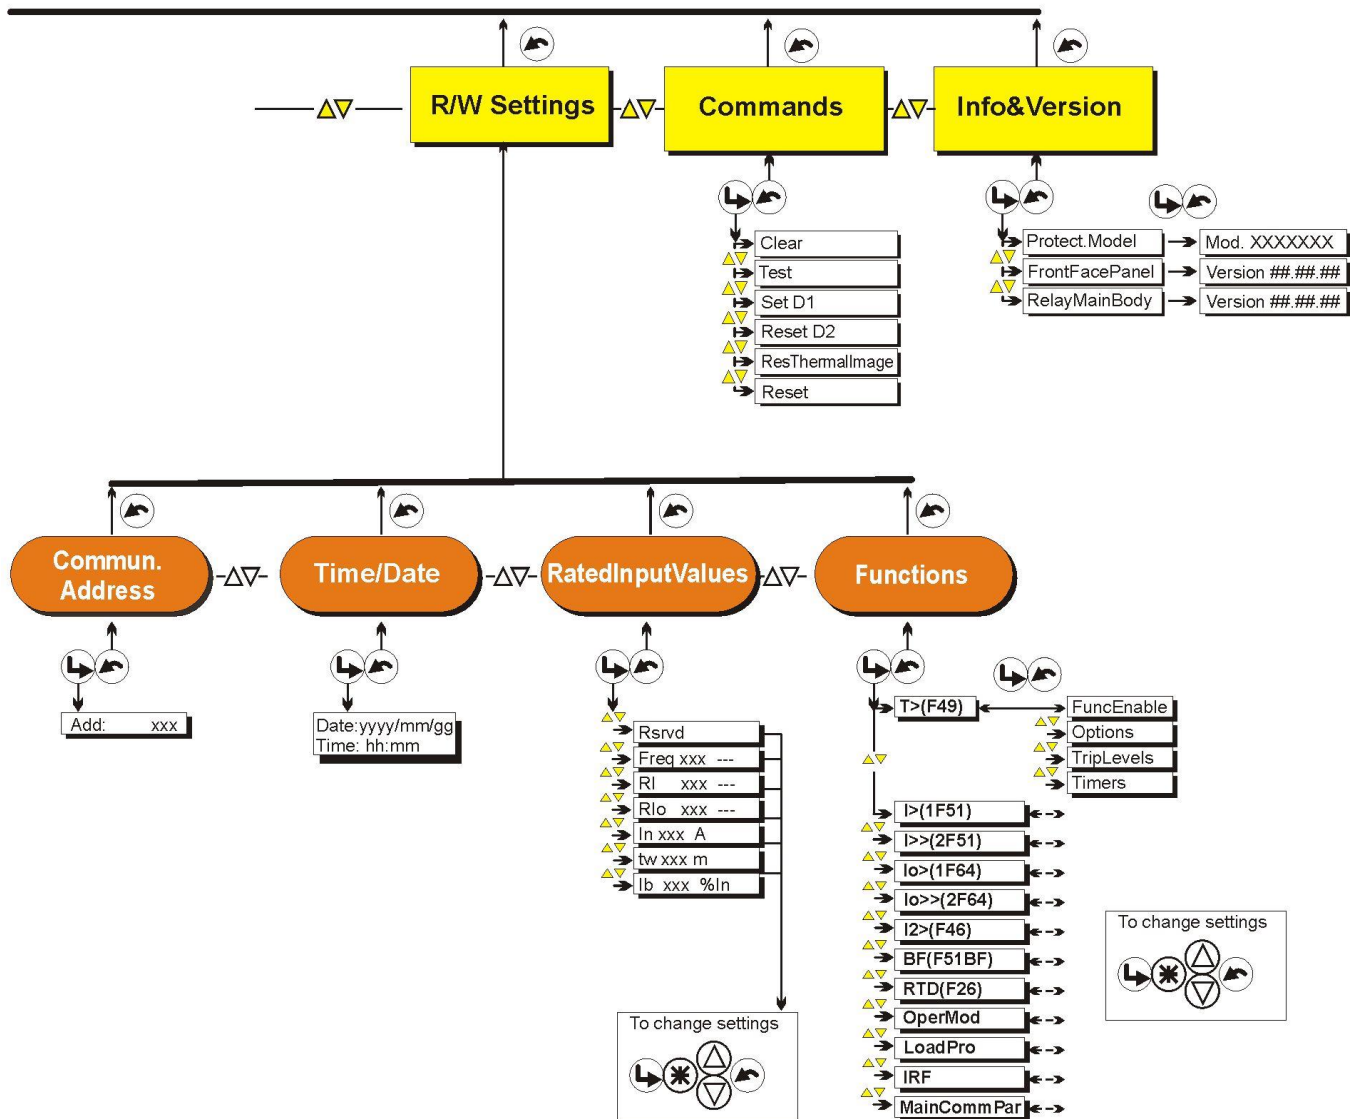 R/W Settings
Commands
Info&Version
Clear
Test
Set D1
Reset D2
ResThermalImage
Reset
Protect.Model
Mod. XXXXXXX
FrontFacePanel
Version ##.##.##
RelayMainBody
Version ##.##.##
Commun.
Address
Time/Date
RatedInputValues
Functions
Add: xxx
Date:yyyy/mm/gg
Time: hh:mm
Rsrvd
Freq xxx ---
RI xxx ---
RIo xxx ---
In xxx A
tw xxx m
Ib xxx %In
To change settings
T>(F49)
FuncEnable
Options
TripLevels
Timers
I>(1F51)
I>>(2F51)
Io>(1F64)
Io>>(2F64)
I2>(F46)
BF(F51BF)
RTD(F26)
OperMod
LoadPro
IRF
MainCommPar
To change settings